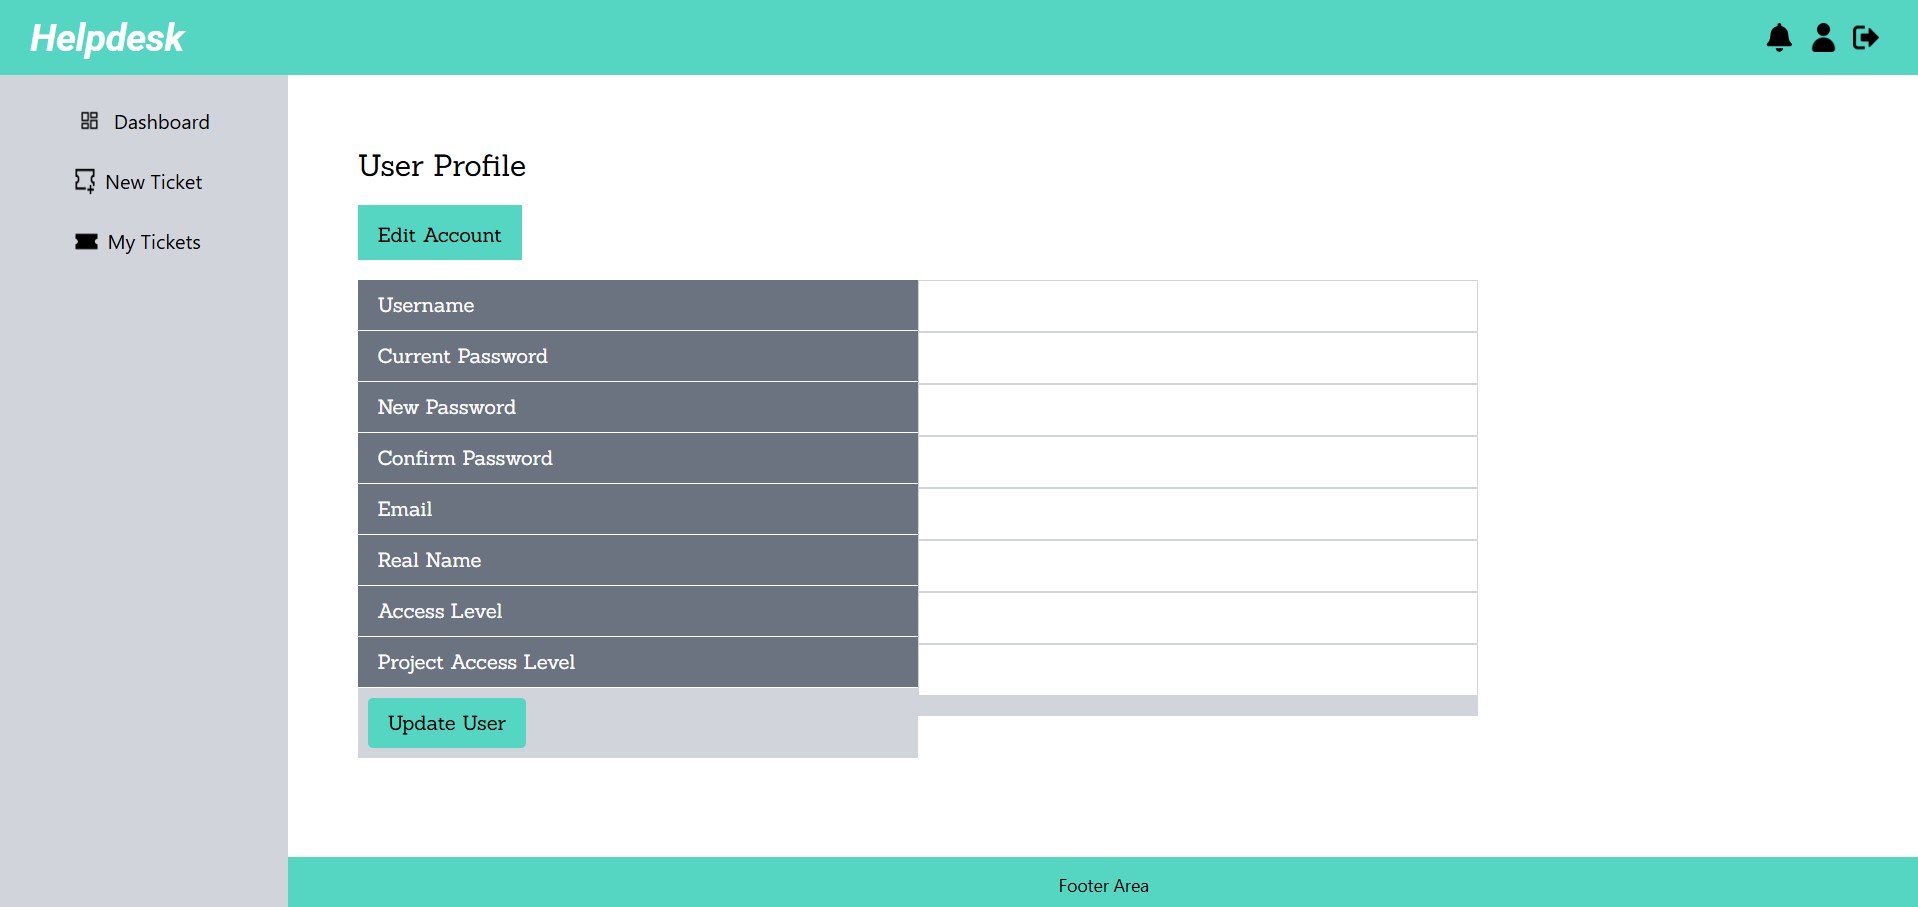 Helpdesk
Dashboard
New Ticket
My Tickets
User Profile
Edit Account
Username
Current Password
New Password
Confirm Password
Email
Real Name
Access Level
Project Access Level
Update User
Footer Area